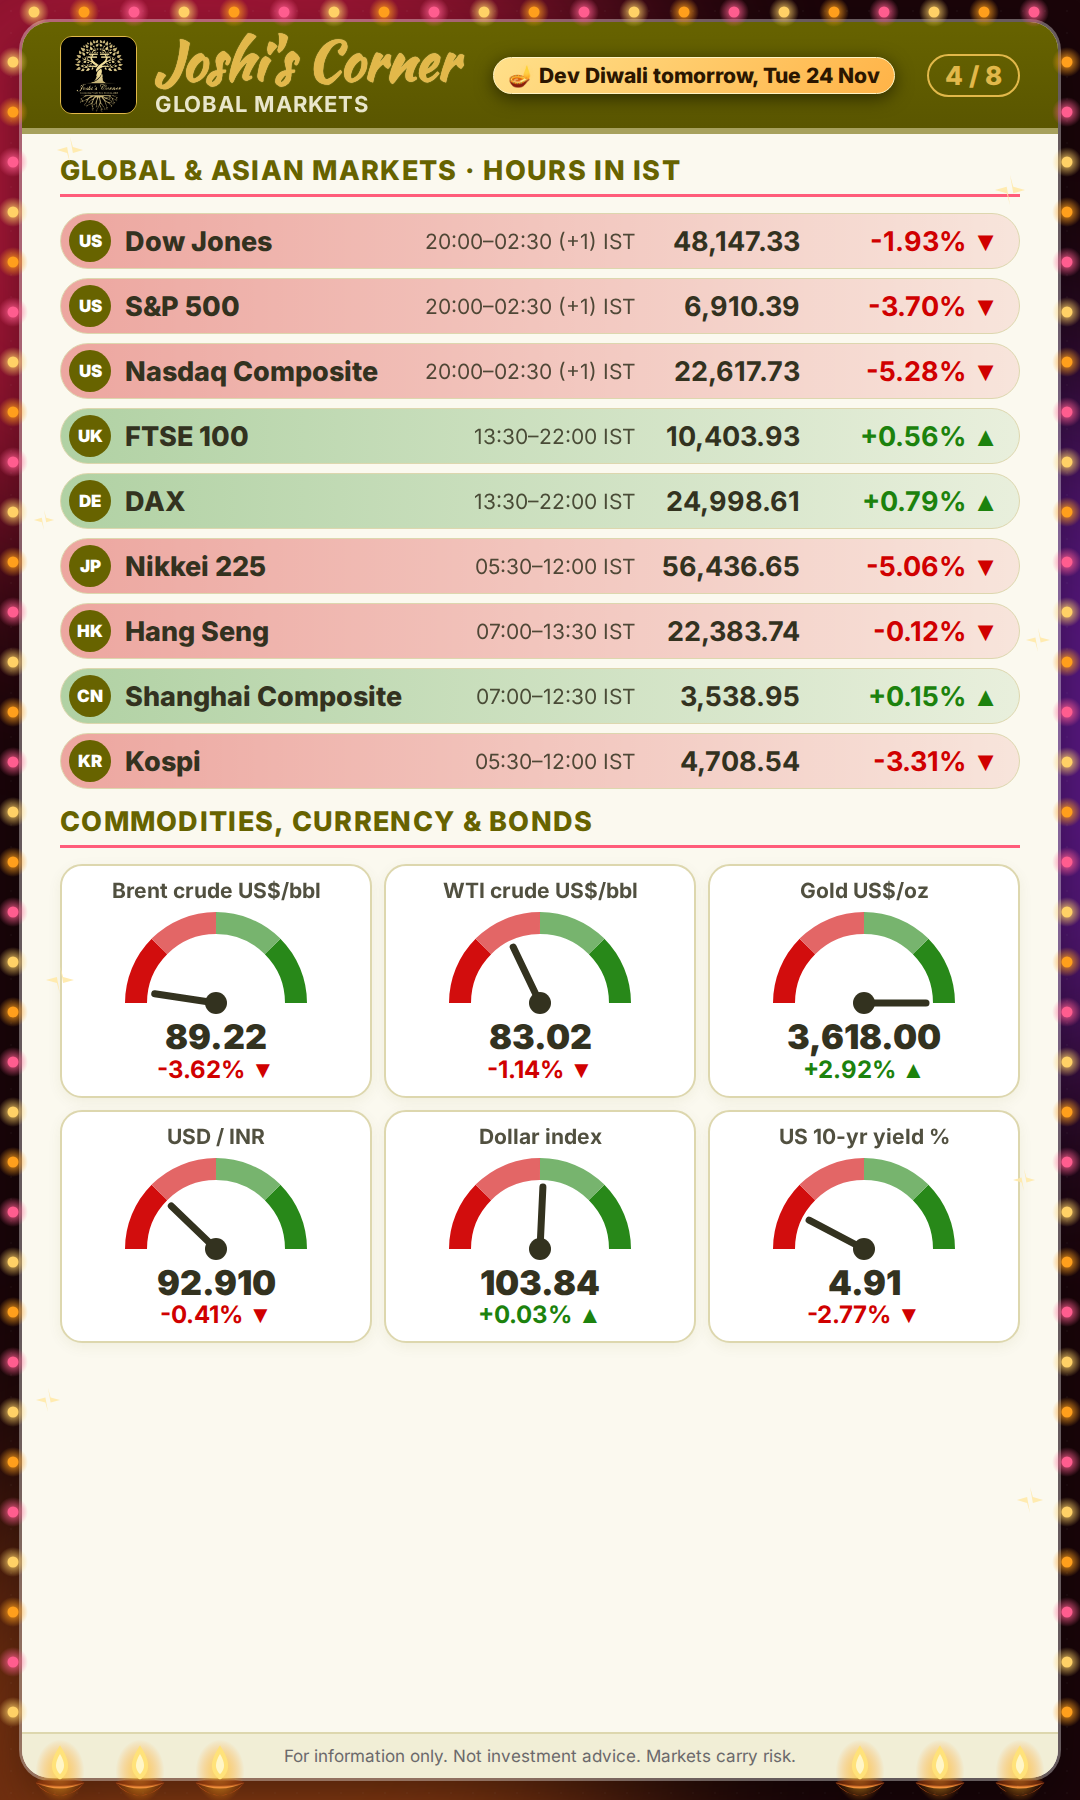 Joshi's Corner
Joshi's Corner
GLOBAL MARKETS
Dev Diwali tomorrow, Tue 24 Nov
4 / 8
GLOBAL & ASIAN MARKETS · HOURS IN IST
US Dow Jones 20:00–02:30 (+1) IST 48,147.33 -1.93% ▼
US S&P 500 20:00–02:30 (+1) IST 6,910.39 -3.70% ▼
US Nasdaq Composite 20:00–02:30 (+1) IST 22,617.73 -5.28% ▼
UK FTSE 100 13:30–22:00 IST 10,403.93 +0.56% ▲
DE DAX 13:30–22:00 IST 24,998.61 +0.79% ▲
JP Nikkei 225 05:30–12:00 IST 56,436.65 -5.06% ▼
HK Hang Seng 07:00–13:30 IST 22,383.74 -0.12% ▼
CN Shanghai Composite 07:00–12:30 IST 3,538.95 +0.15% ▲
KR Kospi 05:30–12:00 IST 4,708.54 -3.31% ▼
COMMODITIES, CURRENCY & BONDS
Brent crude US$/bbl
89.22
-3.62% ▼
WTI crude US$/bbl
83.02
-1.14% ▼
Gold US$/oz
3,618.00
+2.92% ▲
USD / INR
92.910
-0.41% ▼
Dollar index
103.84
+0.03% ▲
US 10-yr yield %
4.91
-2.77% ▼
For information only. Not investment advice. Markets carry risk.